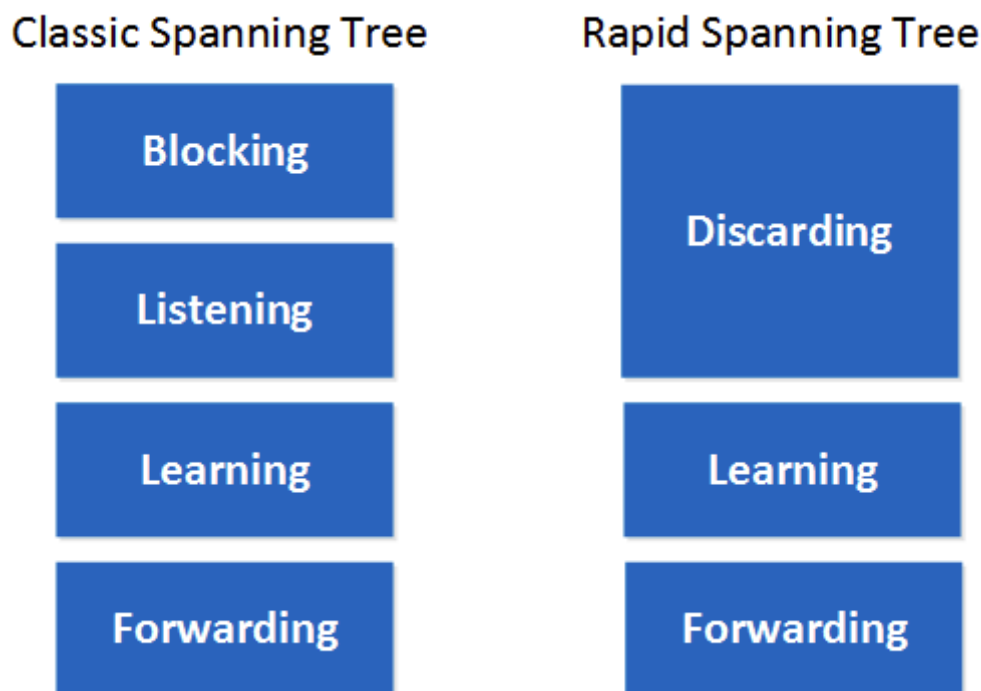 Classic Spanning Tree
Blocking
Listening
Learning
Forwarding
Rapid Spanning Tree
Discarding
Learning
Forwarding